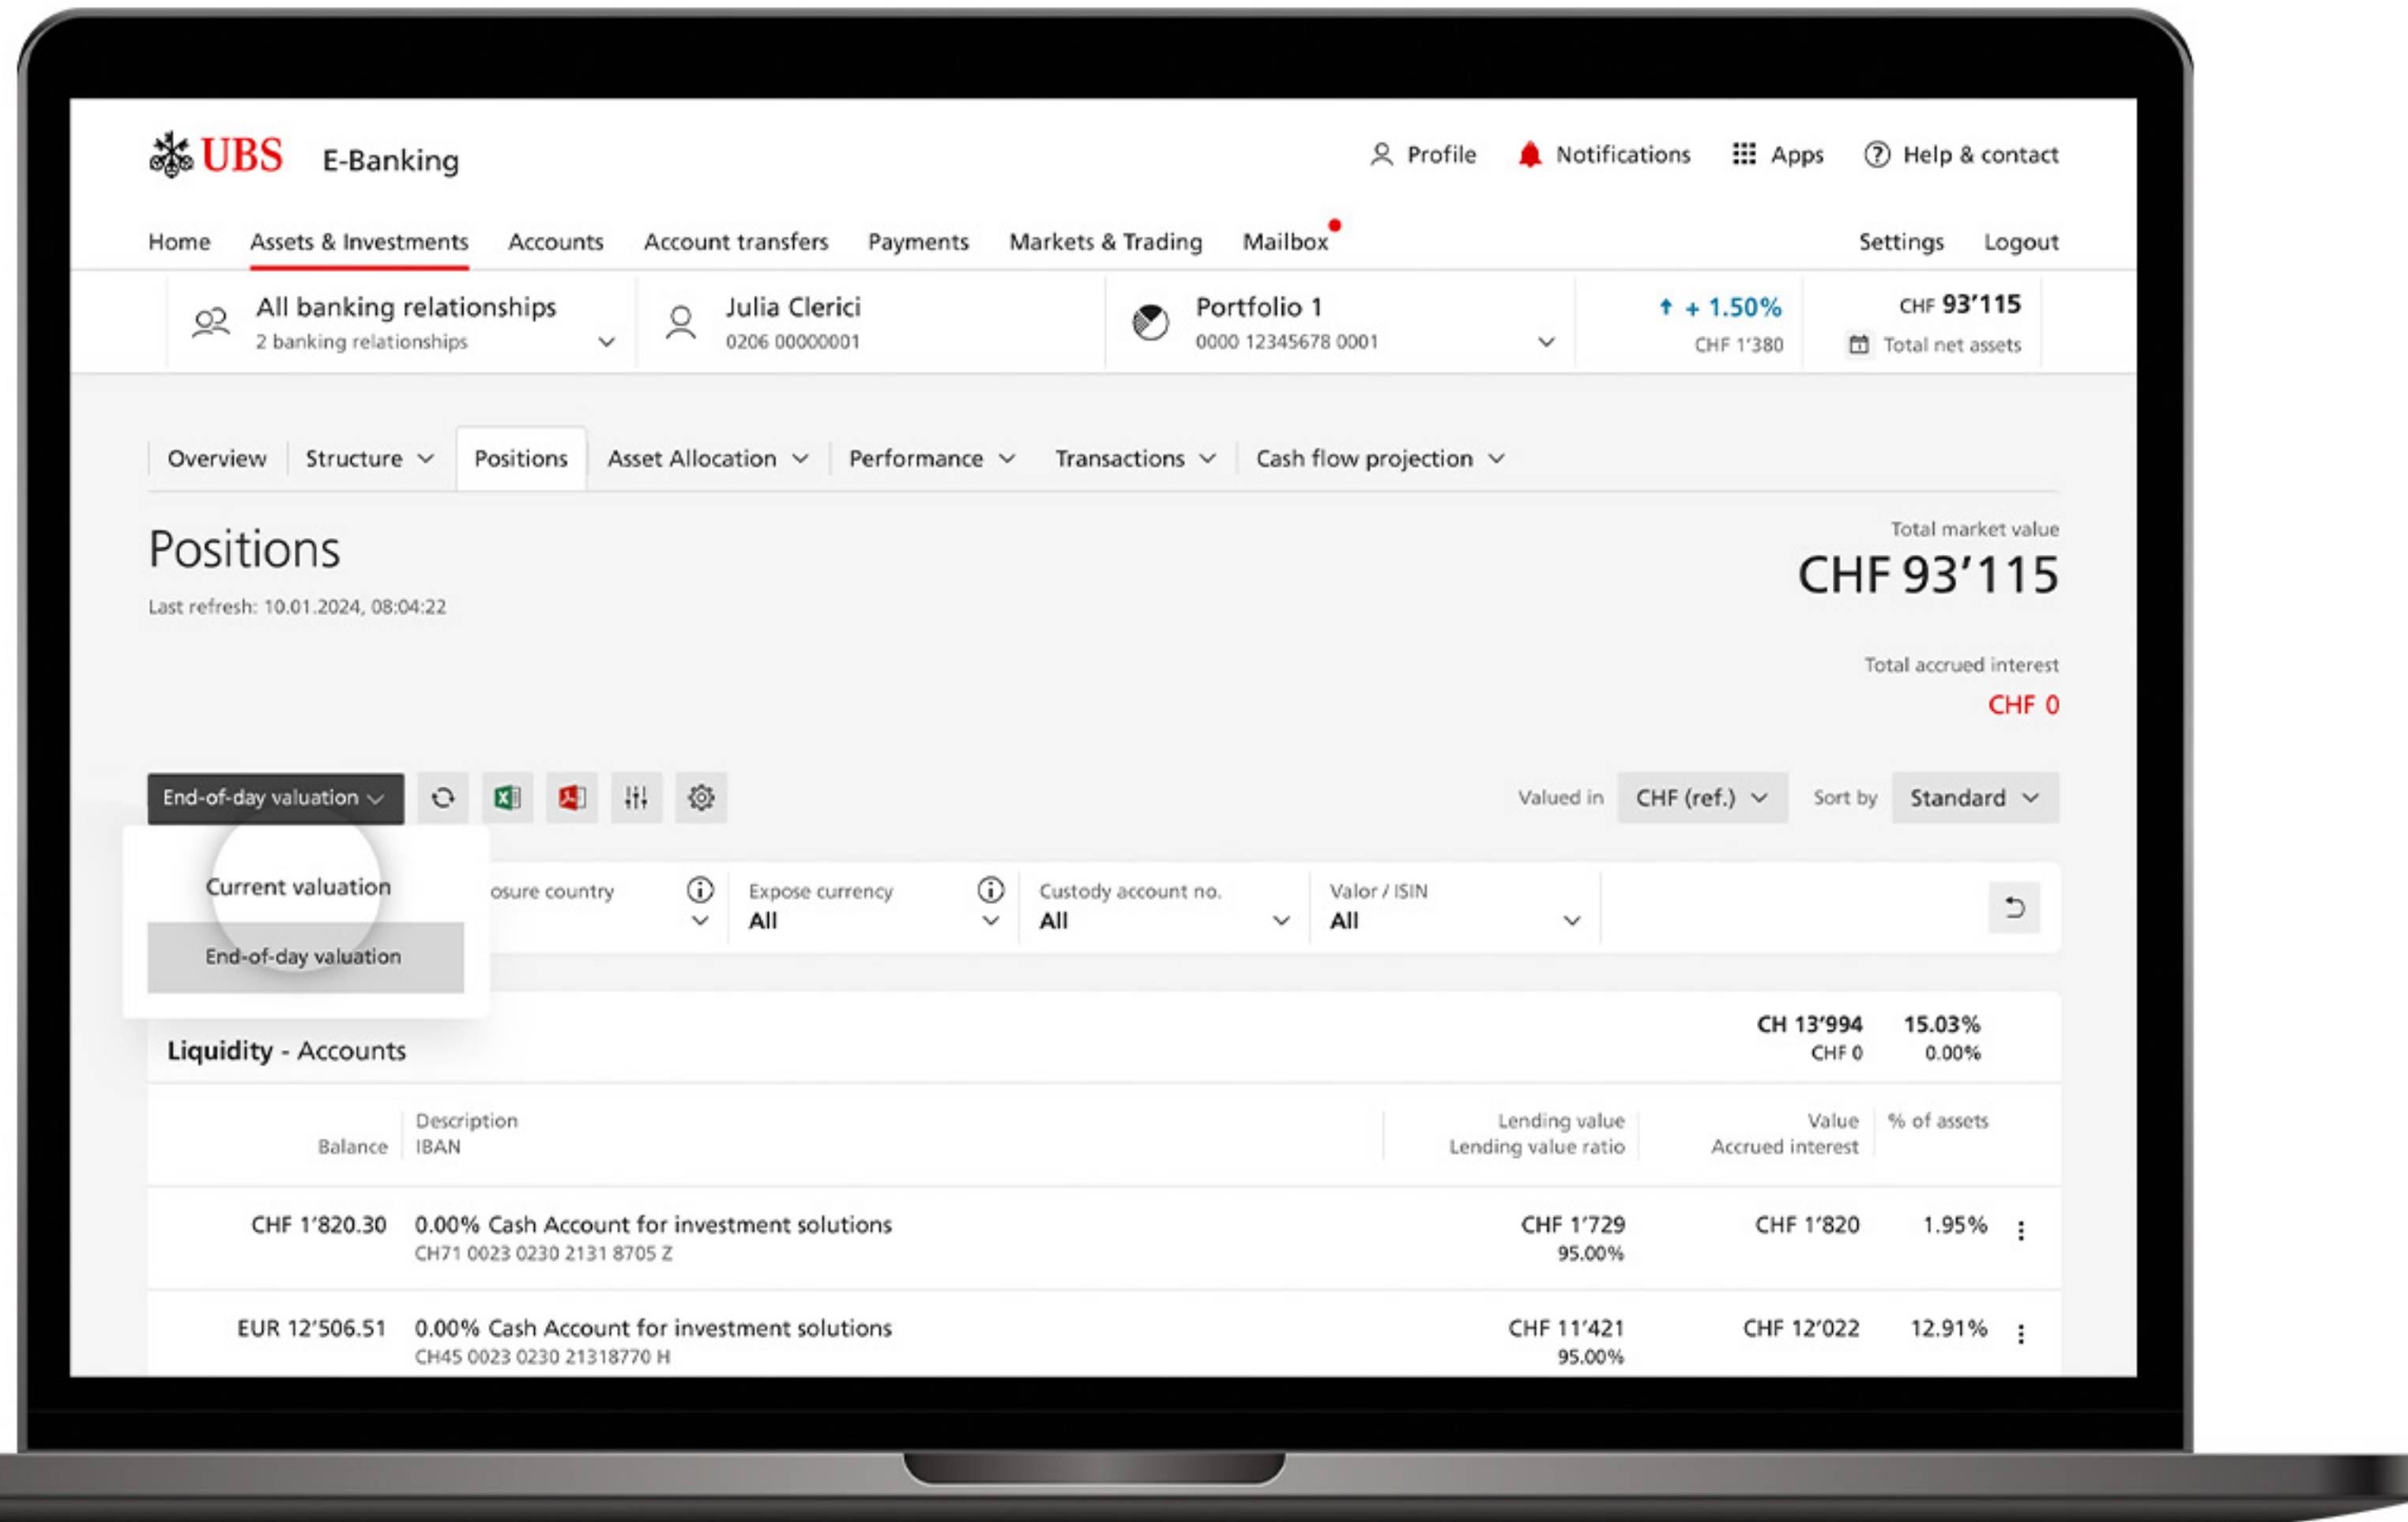 UBS E-Banking
Profile Notifications Apps Help & contact
Home Assets & Investments Accounts Account transfers Payments Markets & Trading Mailbox Settings Logout
All banking relationships
2 banking relationships
Julia Clerici
0206 00000001
Portfolio 1
0000 12345678 0001
+ 1.50%
CHF 1'380
CHF 93'115
Total net assets
Overview Structure Positions Asset Allocation Performance Transactions Cash flow projection
Positions
Last refresh: 10.01.2024, 08:04:22
Total market value
CHF 93'115
Total accrued interest
CHF 0
End-of-day valuation
Valued in CHF (ref.) Sort by Standard
Current valuation
End-of-day valuation
osure country
Expose currency
All
Custody account no.
All
Valor / ISIN
All
Liquidity - Accounts
CH 13'994 15.03%
CHF 0 0.00%
Balance
Description
IBAN
Lending value
Lending value ratio
Value
Accrued interest
% of assets
CHF 1'820.30 0.00% Cash Account for investment solutions CHF 1'729 CHF 1'820 1.95%
CH71 0023 0230 2131 8705 Z 95.00%
EUR 12'506.51 0.00% Cash Account for investment solutions CHF 11'421 CHF 12'022 12.91%
CH45 0023 0230 21318770 H 95.00%